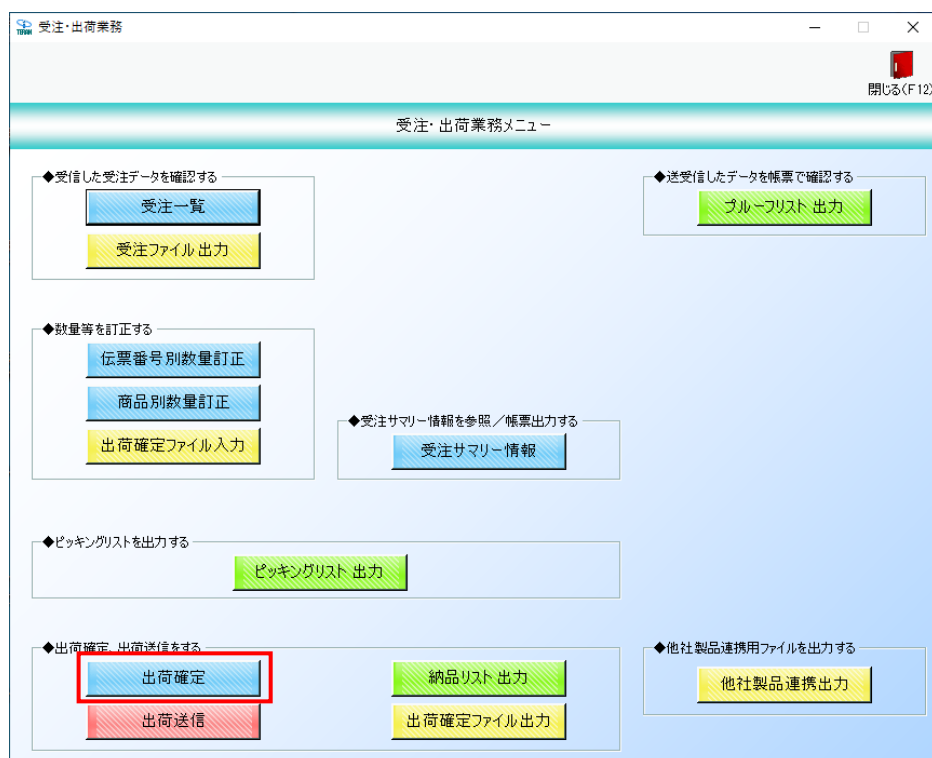 受注・出荷業務
閉じる(F12)
受注・出荷業務メニュー
◆受信した受注データを確認する
受注一覧
受注ファイル出力
◆送受信したデータを帳票で確認する
プルーフリスト出力
◆数量等を訂正する
伝票番号別数量訂正
商品別数量訂正
出荷確定ファイル入力
◆受注サマリー情報を参照／帳票出力する
受注サマリー情報
◆ピッキングリストを出力する
ピッキングリスト出力
◆出荷確定、出荷送信をする
出荷確定
納品リスト出力
出荷送信
出荷確定ファイル出力
◆他社製品連携用ファイルを出力する
他社製品連携出力